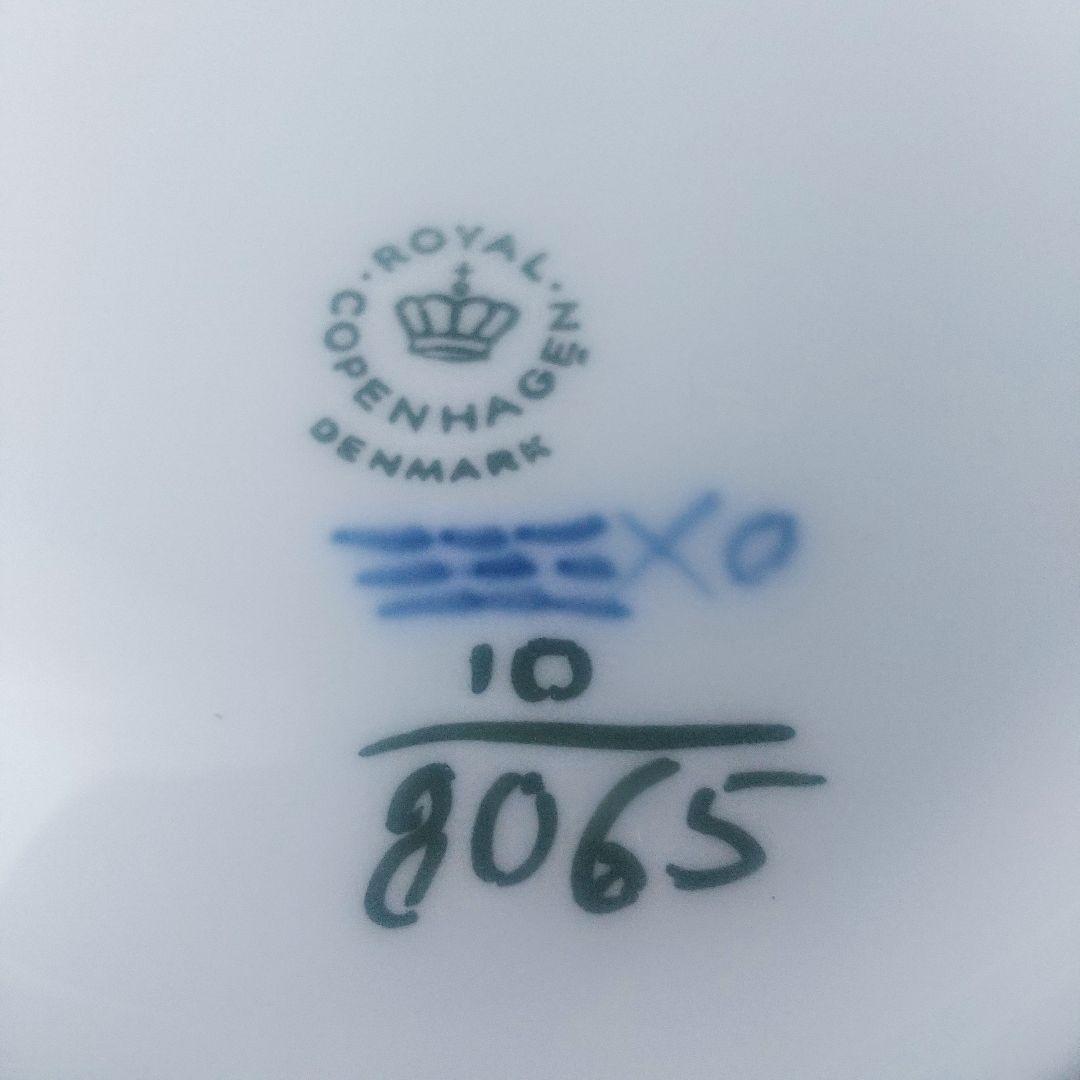 · ROYAL · COPENHAGEN
DENMARK
XO
10
8065